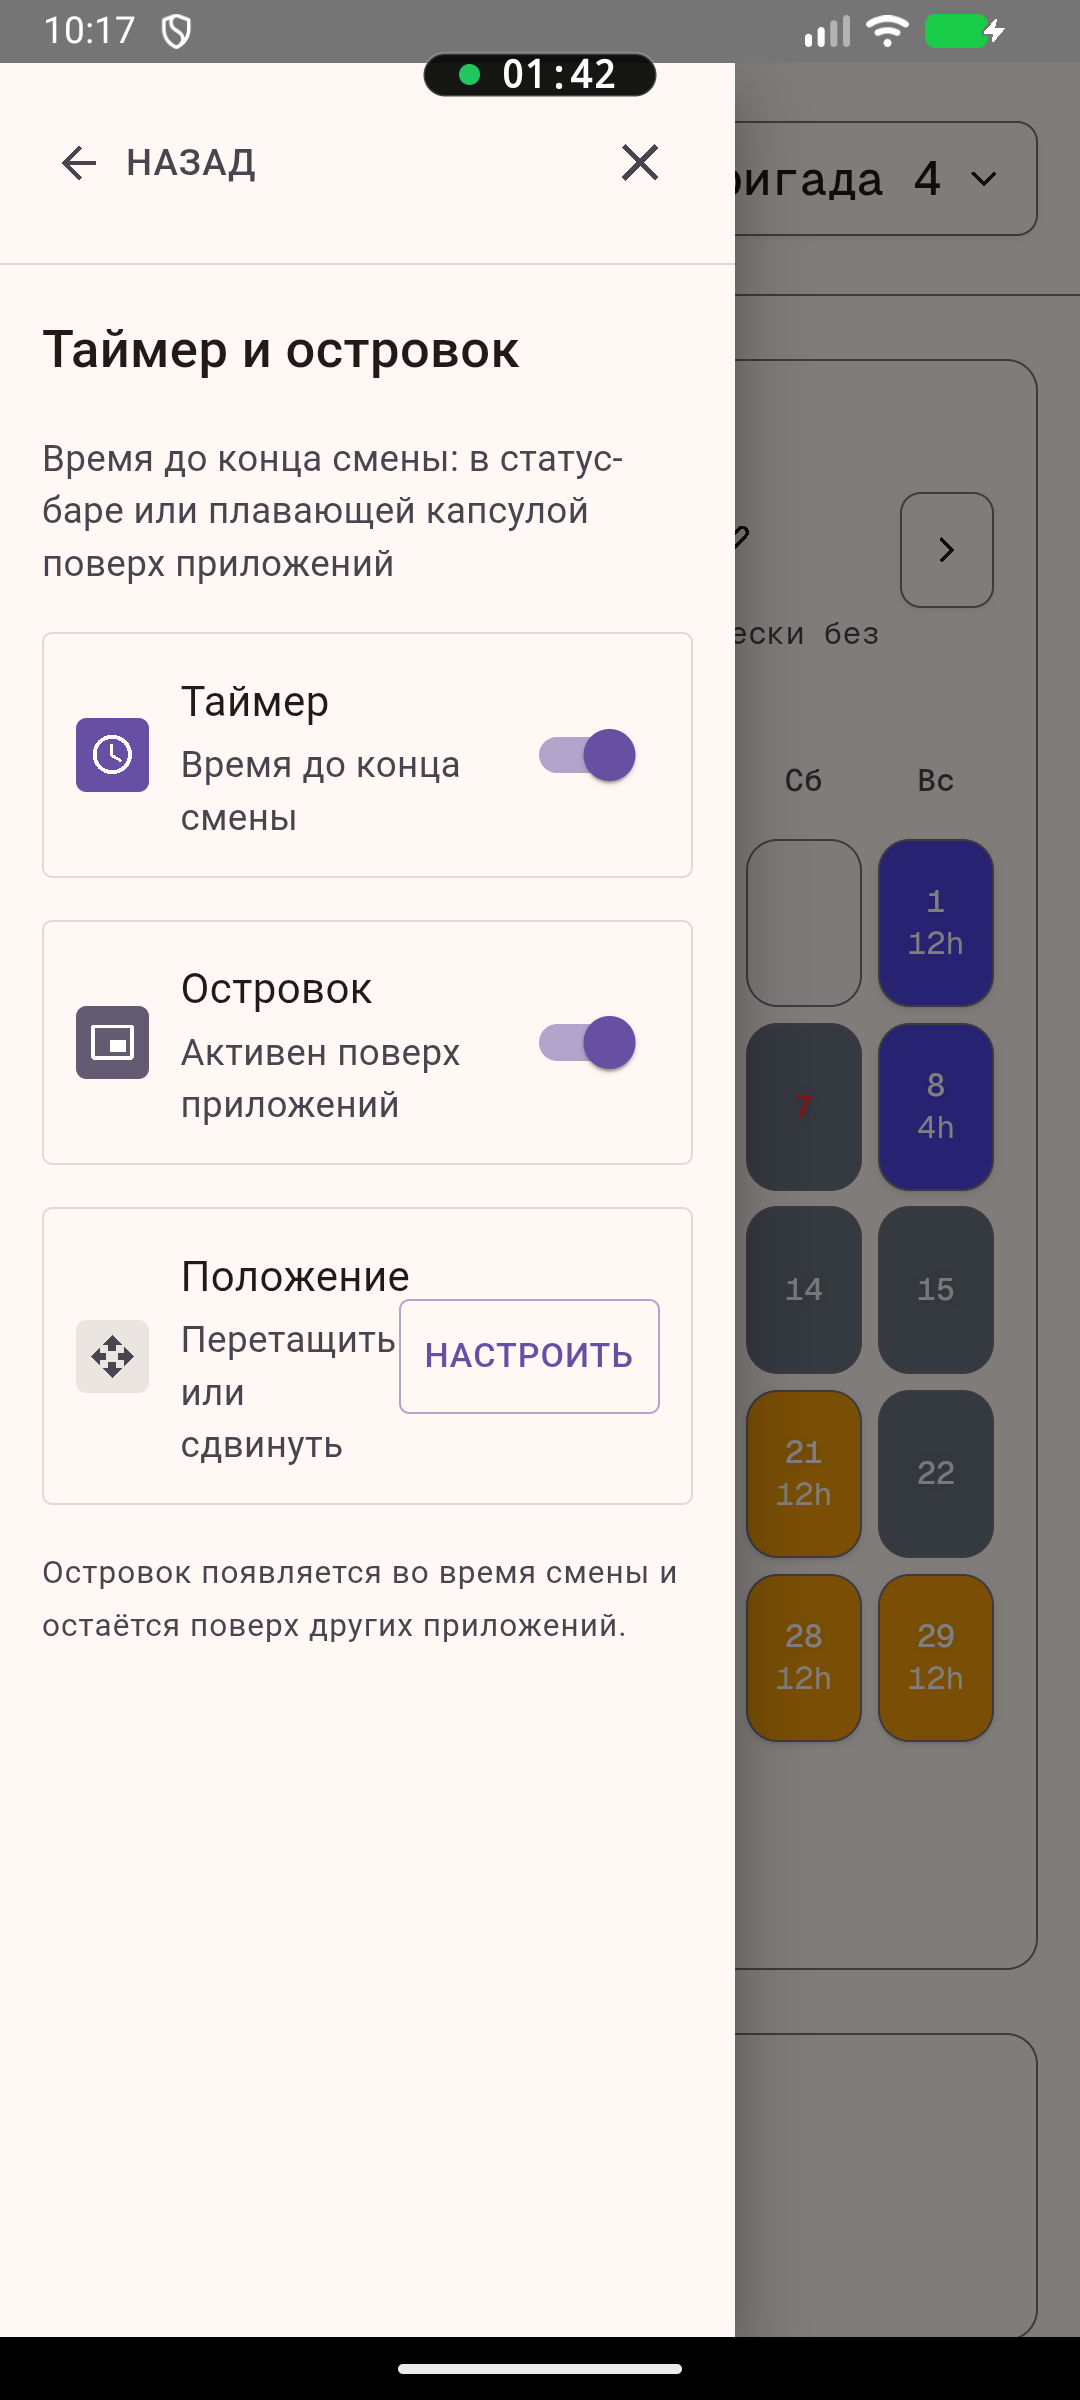 10:17
01:42
НАЗАД
бригада 4
Таймер и островок
Время до конца смены: в статус-
баре или плавающей капсулой
поверх приложений
Таймер
Время до конца
смены
Островок
Активен поверх
приложений
Положение
Перетащить
или
сдвинуть
НАСТРОИТЬ
Островок появляется во время смены и
остаётся поверх других приложений.
без
Сб Вс
1
12h
7
8
4h
14
15
21
12h
22
28
12h
29
12h